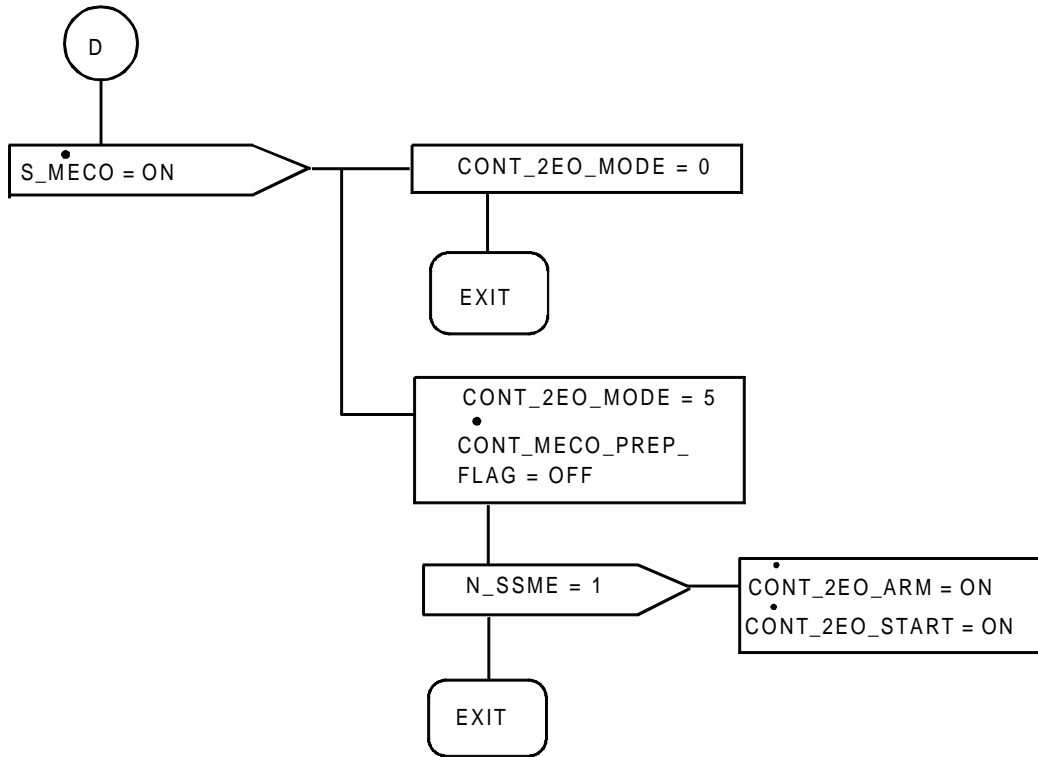 D
S_MECO = ON
CONT_2EO_MODE = 0
EXIT
CONT_2EO_MODE = 5
CONT_MECO_PREP_
FLAG = OFF
N_SSME = 1
CONT_2EO_ARM = ON
CONT_2EO_START = ON
EXIT